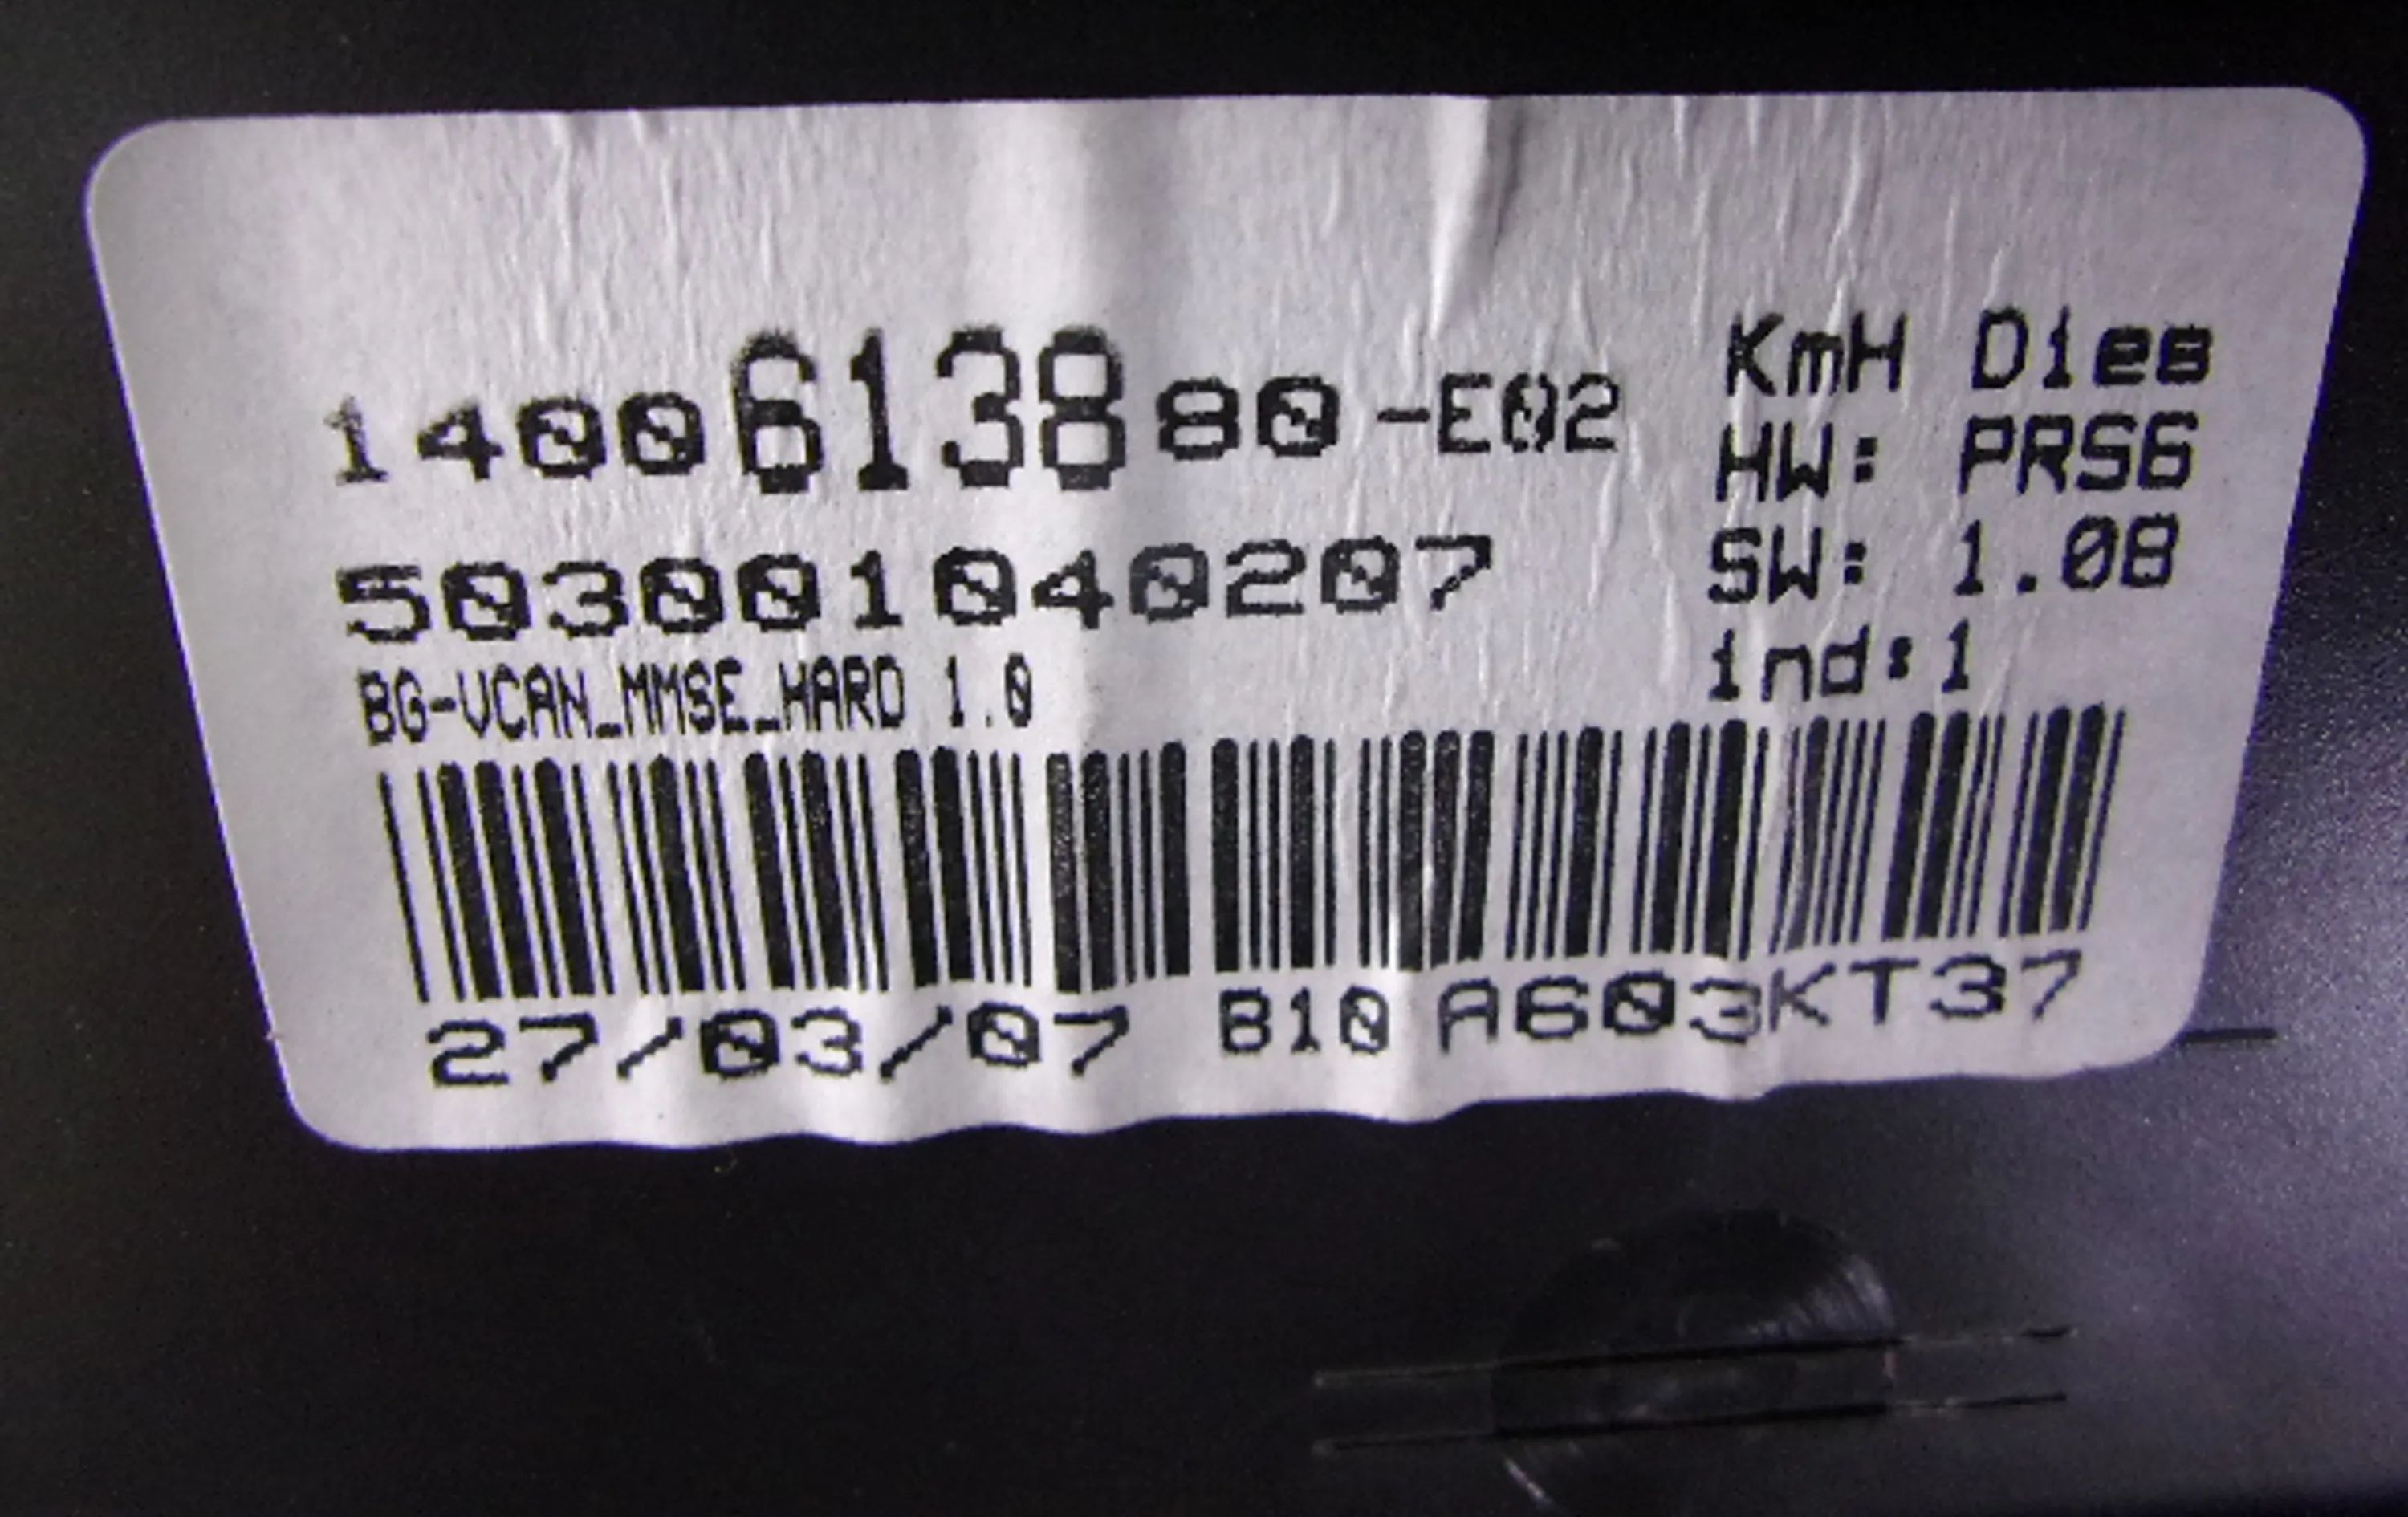 1400613880-E02
KmH Dies
HW: PRS6
503001040207
SW: 1.08
BG-VCAN_MMSE_HARD 1.0
ind:1
27/03/07 B10 A603KT37